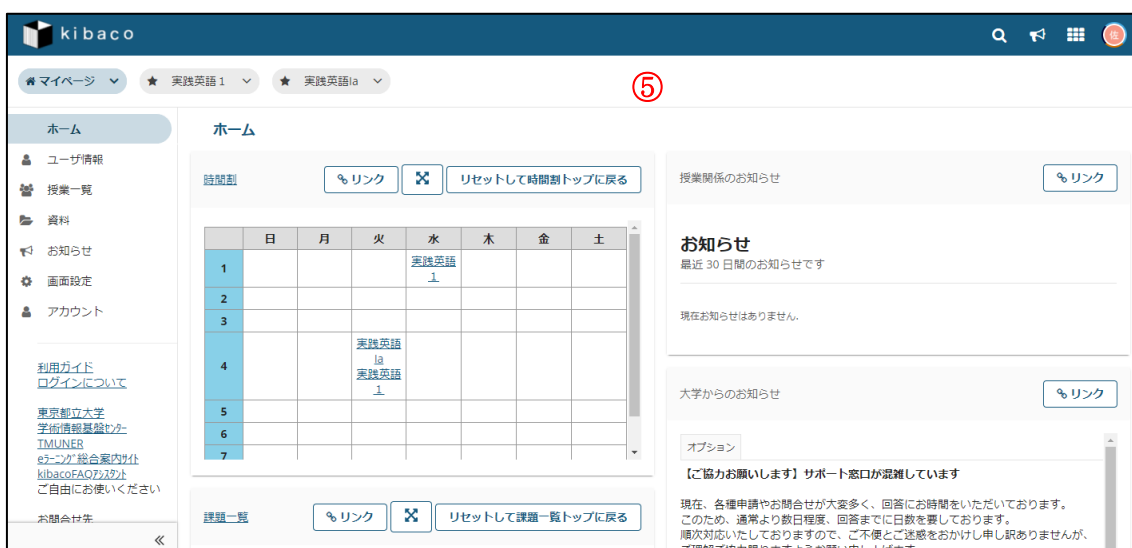 kibaco
佐
マイページ
実践英語 1
実践英語Ia
⑤
ホーム
ユーザ情報
授業一覧
資料
お知らせ
画面設定
アカウント
利用ガイド
ログインについて
東京都立大学
学術情報基盤センター
TMUNER
eラーニング総合案内サイト
kibacoFAQアシスタント
ご自由にお使いください
お問合せ先
«
ホーム
時間割
リンク
リセットして時間割トップに戻る
日 月 火 水 木 金 土
1
実践英語
1
2
3
4
実践英語
Ia
実践英語
1
5
6
7
課題一覧
リンク
リセットして課題一覧トップに戻る
授業関係のお知らせ
リンク
お知らせ
最近 30 日間のお知らせです
現在お知らせはありません.
大学からのお知らせ
リンク
オプション
【ご協力お願いします】サポート窓口が混雑しています
現在、各種申請やお問合せが大変多く、回答にお時間をいただいております。
このため、通常より数日程度、回答までに日数を要しております。
順次対応いたしておりますので、ご不便とご迷惑をおかけし申し訳ありませんが、